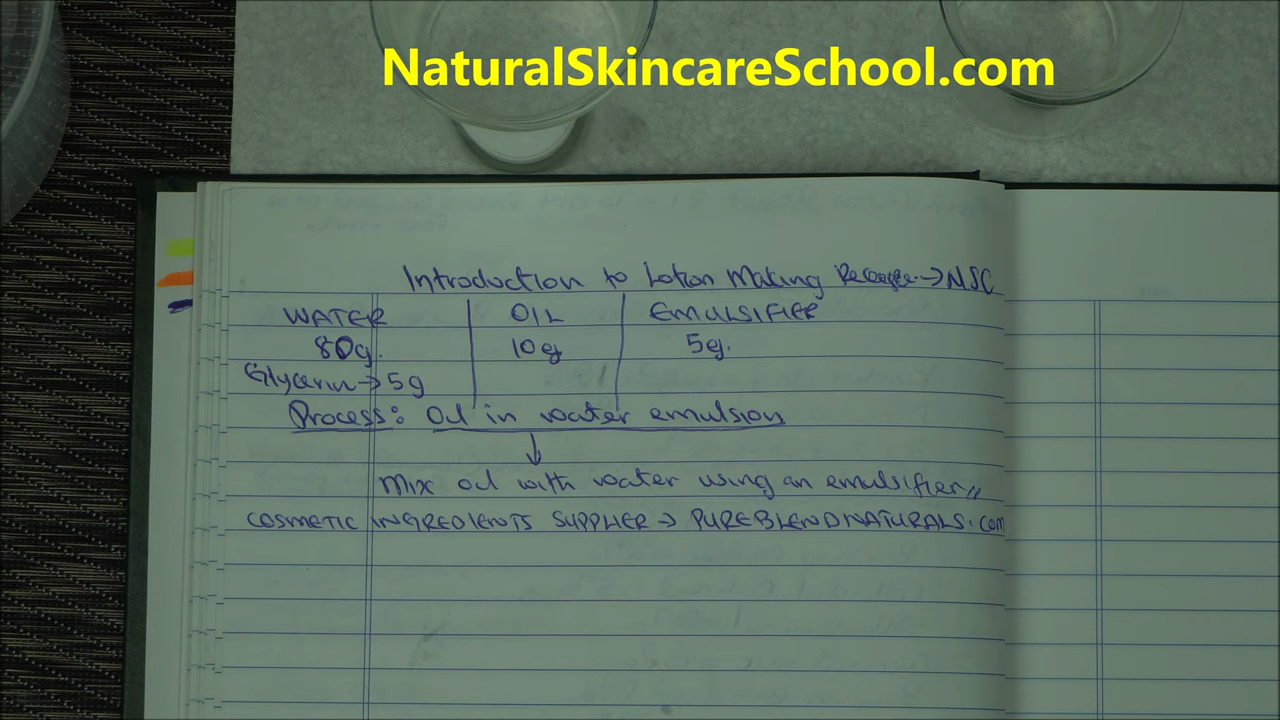 NaturalSkincareSchool.com
Introduction to Lotion Making → NSC
WATER OIL EMULSIFIER
80g. 10g 5g.
Glycerin → 5g
Process: Oil in water emulsion
↓
Mix oil with water using an emulsifier,,
COSMETIC INGREDIENTS SUPPLIER → PUREBLENDNATURALS.COM